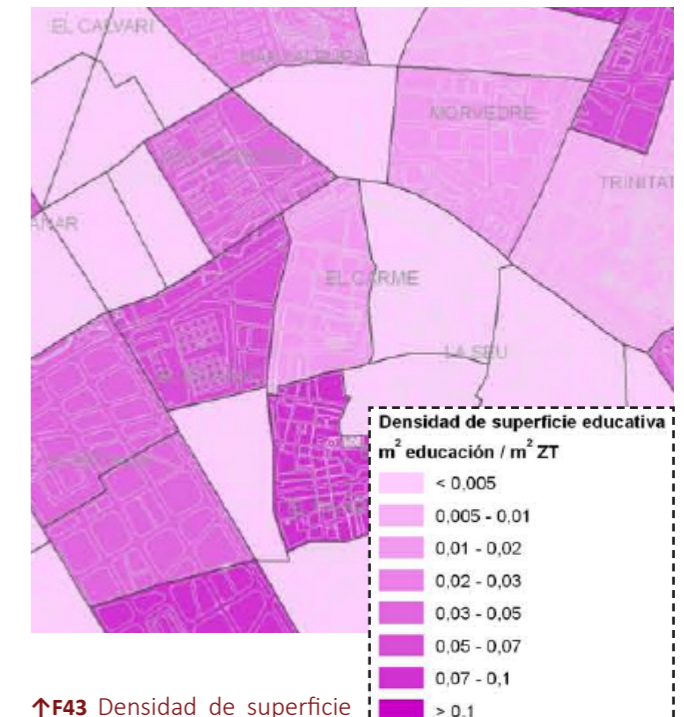 EL CALVARI
MORVEDRE
TRINITAT
EL CARME
LA SEU
Densidad de superficie educativa
m² educación / m² ZT
< 0,005
0,005 - 0,01
0,01 - 0,02
0,02 - 0,03
0,03 - 0,05
0,05 - 0,07
0,07 - 0,1
> 0,1
↑F43 Densidad de superficie